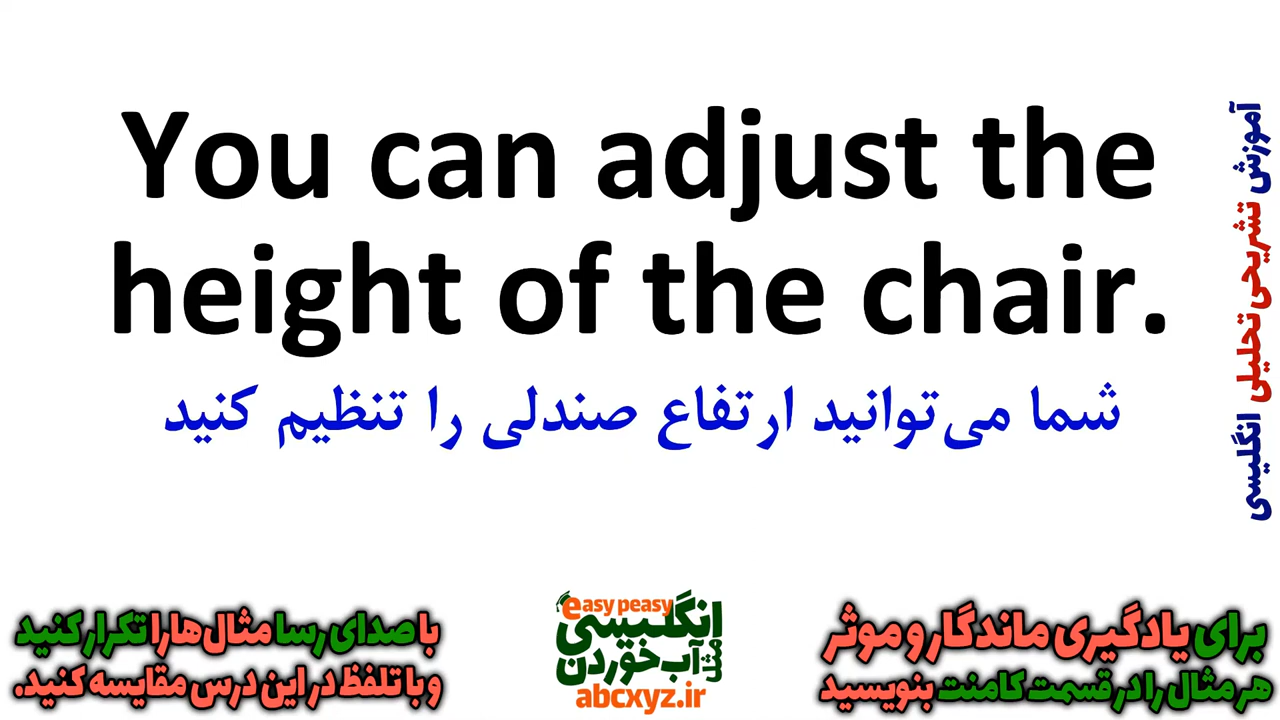 You can adjust the
height of the chair.
شما می‌توانید ارتفاع صندلی را تنظیم کنید
آموزش تشریحی تحلیلی انگلیسی
برای یادگیری ماندگار و موثر
هر مثال را در قسمت کامنت بنویسید
easy peasy
انگلیسی
مثل
آب خوردن
abcxyz.ir
با صدای رسا مثال‌ها را تکرار کنید
و با تلفظ در این درس مقایسه کنید.